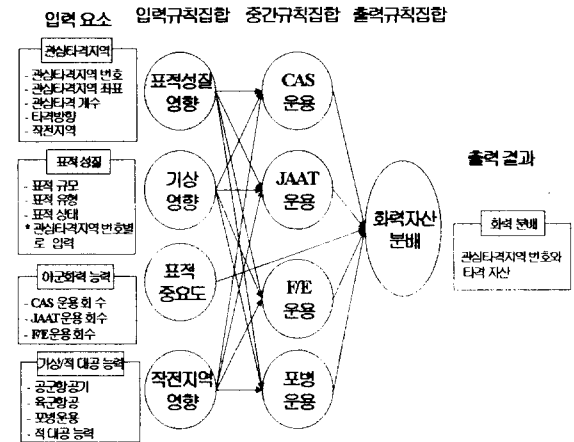 입력 요소
입력규칙집합
중간규칙집합
출력규칙집합
관심타격지역
- 관심타격지역 번호
- 관심타격지역 좌표
- 관심타격 개수
- 타격방향
- 작전지역
표적성질
- 표적 규모
- 표적 유형
- 표적 상태
* 관심타격지역 번호별
로 입력
아군화력 능력
- CAS 운용 회수
- JAAT 운용 회수
- F/E 운용 회수
기상/적 대공 능력
- 공군항공기
- 육군항공
- 포병운용
- 적 대공 능력
표적성질
영향
기상
영향
표적
중요도
작전지역
영향
CAS
운용
JAAT
운용
F/E
운용
포병
운용
화력자산
분배
출력 결과
화력 분배
관심타격지역 번호와
타격 자산